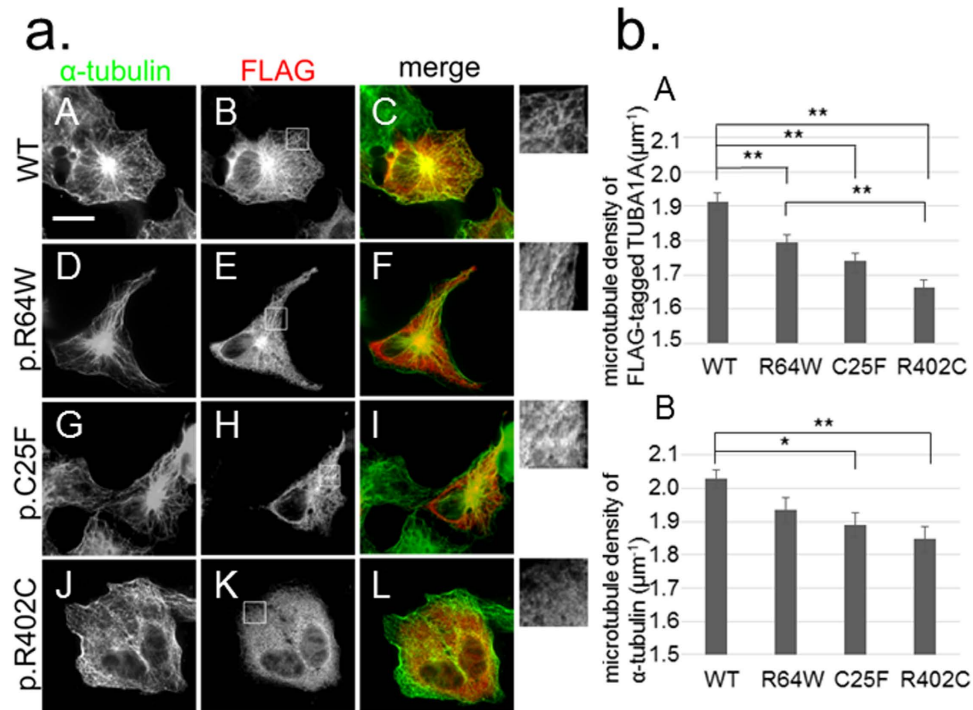 a.
α-tubulin FLAG merge
WT
A B C
p.R64W
D E F
p.C25F
G H I
p.R402C
J K L
b.
A
microtubule density of
FLAG-tagged TUBA1A(μm⁻¹)
2.1
2.0
1.9
1.8
1.7
1.6
1.5
**
**
**
**
WT R64W C25F R402C
B
microtubule density of
α-tubulin (μm⁻¹)
2.1
2.0
1.9
1.8
1.7
1.6
1.5
**
*
WT R64W C25F R402C